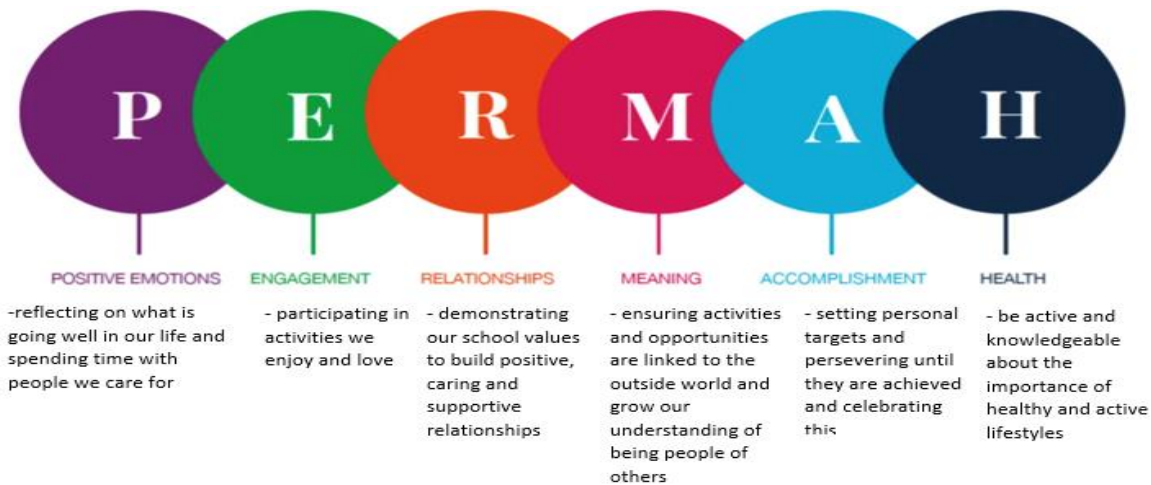 P E R M A H
POSITIVE EMOTIONS
-reflecting on what is
going well in our life and
spending time with
people we care for
ENGAGEMENT
- participating in
activities we
enjoy and love
RELATIONSHIPS
- demonstrating
our school values
to build positive,
caring and
supportive
relationships
MEANING
- ensuring activities
and opportunities
are linked to the
outside world and
grow our
understanding of
being people of
others
ACCOMPLISHMENT
- setting personal
targets and
persevering until
they are achieved
and celebrating
this
HEALTH
- be active and
knowledgeable
about the
importance of
healthy and active
lifestyles